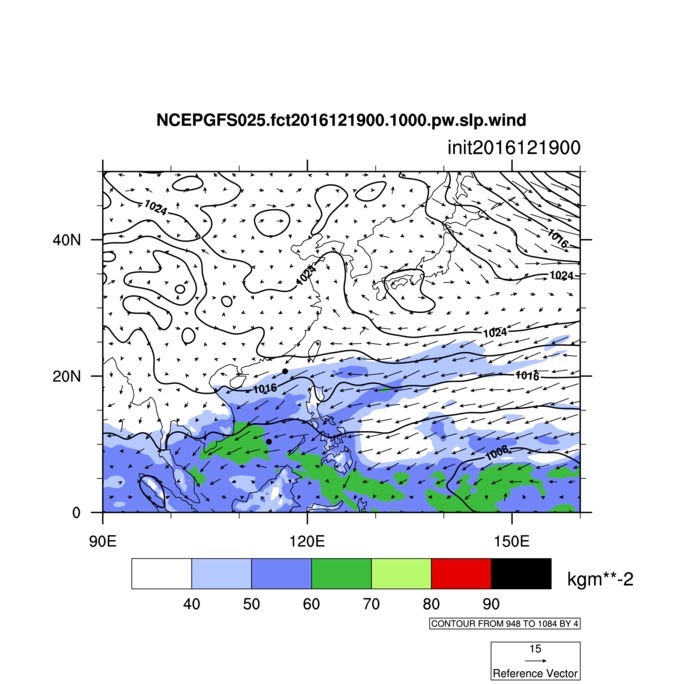 NCEPGFS025.fct2016121900.1000.pw.slp.wind
init2016121900
1024
1016
40N
1024
1024
1024
20N
1016
1016
1008
0
90E 120E 150E
40 50 60 70 80 90
kgm**-2
CONTOUR FROM 948 TO 1084 BY 4
15
Reference Vector